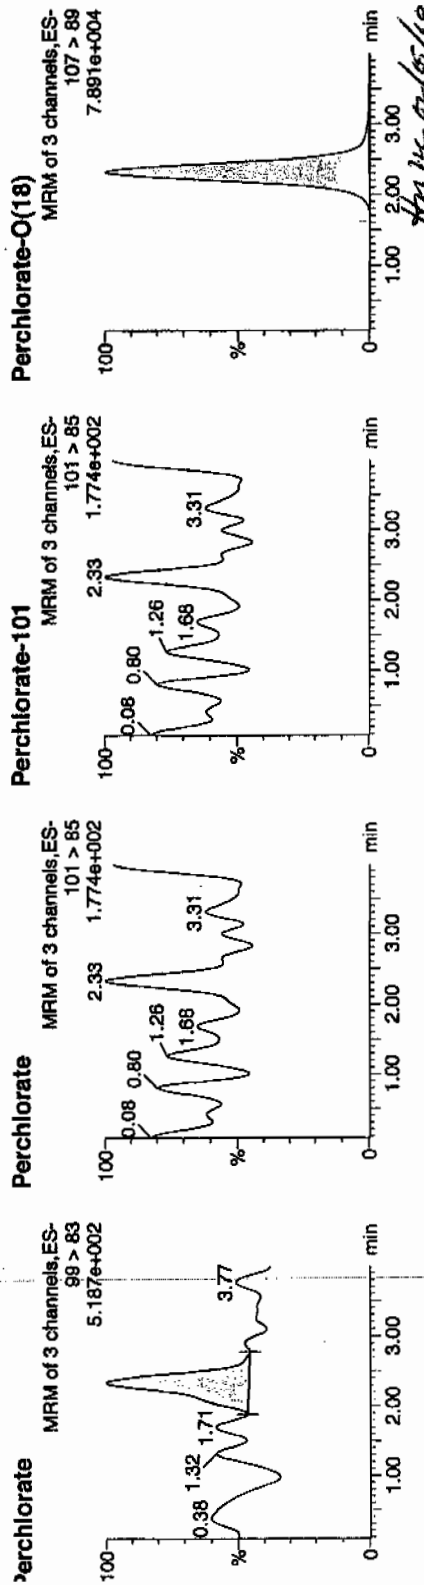 Perchlorate
MRM of 3 channels,ES-
99 > 83
5.187e+002
100
%
0
0.38
1.32
1.71
3.77
1.00
2.00
3.00
min
Perchlorate
MRM of 3 channels,ES-
101 > 85
1.774e+002
100
%
0
0.08
0.80
1.26
1.68
2.33
3.31
1.00
2.00
3.00
min
Perchlorate-101
MRM of 3 channels,ES-
101 > 85
1.774e+002
100
%
0
0.08
0.80
1.26
1.68
2.33
3.31
1.00
2.00
3.00
min
Perchlorate-O(18)
MRM of 3 channels,ES-
107 > 89
7.891e+004
100
%
0
1.00
2.00
3.00
min